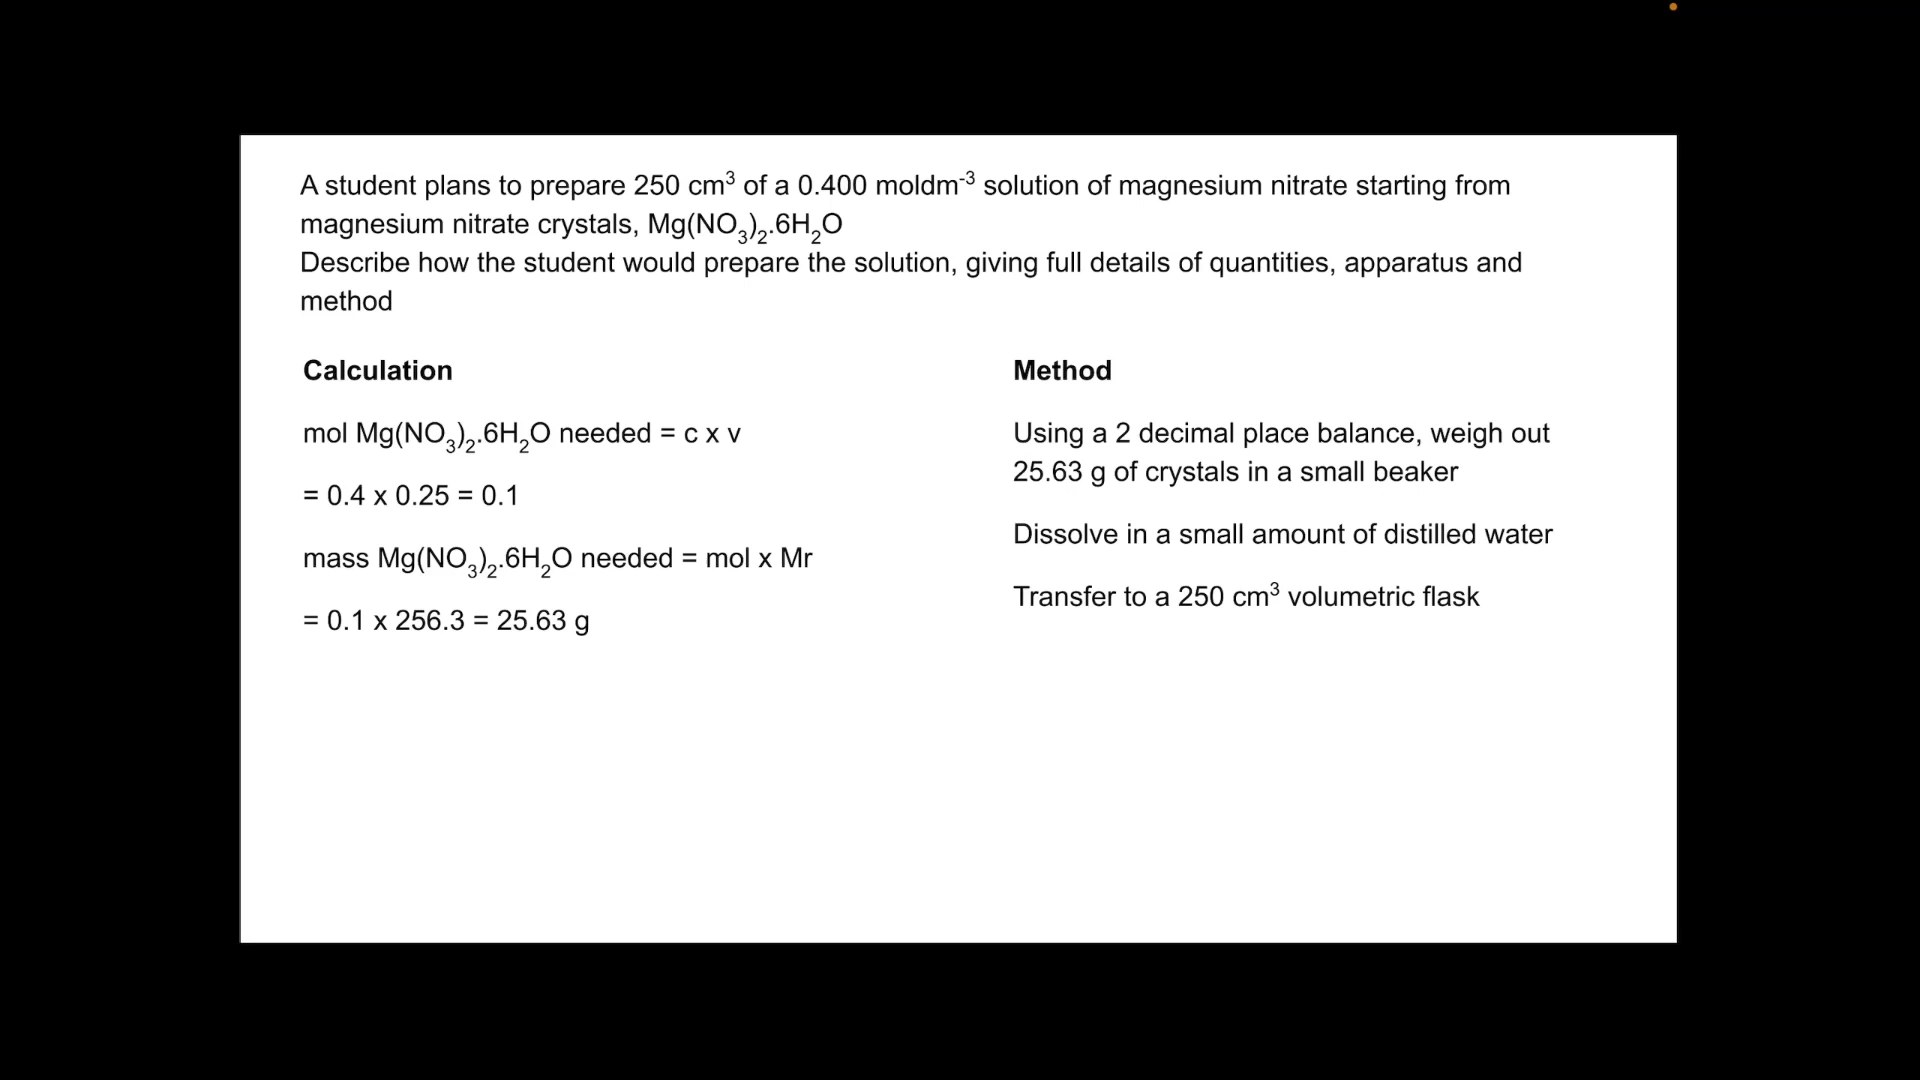 A student plans to prepare 250 cm³ of a 0.400 moldm⁻³ solution of magnesium nitrate starting from
magnesium nitrate crystals, Mg(NO₃)₂.6H₂O
Describe how the student would prepare the solution, giving full details of quantities, apparatus and
method
Calculation
mol Mg(NO₃)₂.6H₂O needed = c x v
= 0.4 x 0.25 = 0.1
mass Mg(NO₃)₂.6H₂O needed = mol x Mr
= 0.1 x 256.3 = 25.63 g
Method
Using a 2 decimal place balance, weigh out
25.63 g of crystals in a small beaker
Dissolve in a small amount of distilled water
Transfer to a 250 cm³ volumetric flask